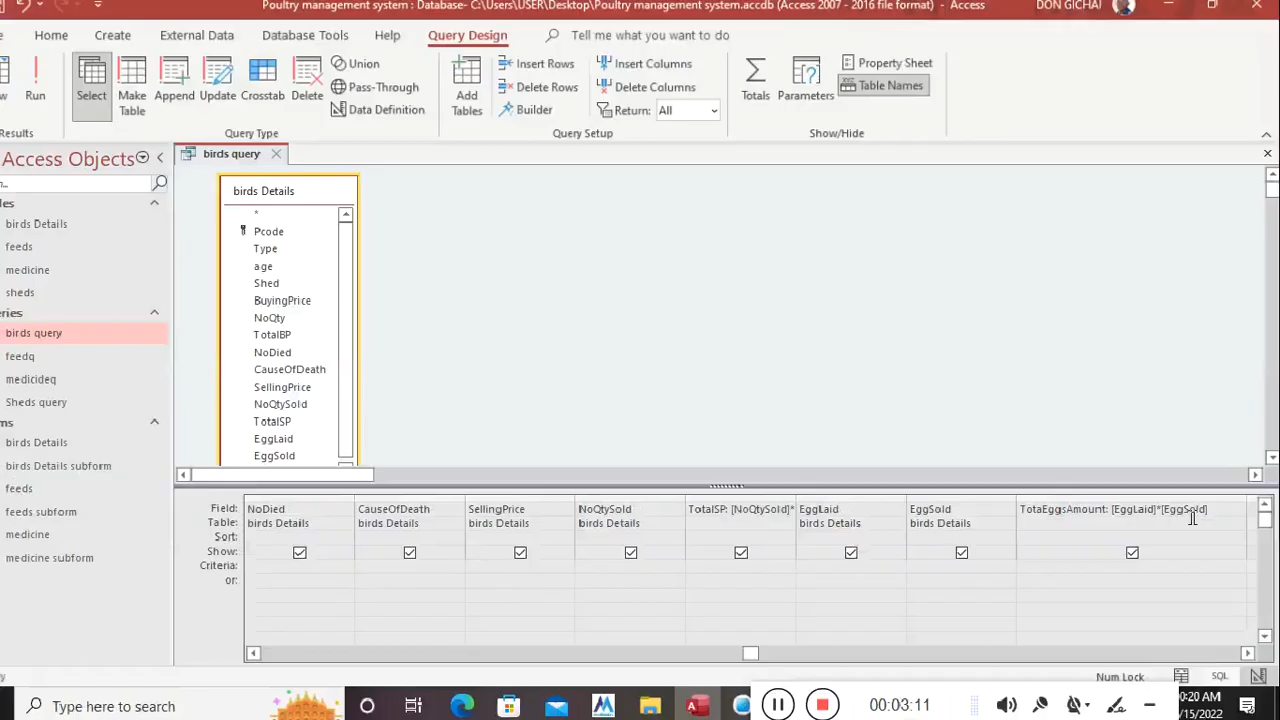 Poultry management system : Database- C:\Users\USER\Desktop\Poultry management system.accdb (Access 2007 - 2016 file format) - Access
DON GICHAI
Home
Create
External Data
Database Tools
Help
Query Design
Tell me what you want to do
Run
Select
Make Table
Append
Update
Crosstab
Delete
Union
Pass-Through
Data Definition
Add Tables
Insert Rows
Delete Rows
Builder
Insert Columns
Delete Columns
Return: All
Totals
Parameters
Property Sheet
Table Names
Results
Query Type
Query Setup
Show/Hide
Access Objects
birds query
birds Details
feeds
medicine
sheds
birds query
feedq
medicideq
Sheds query
birds Details
birds Details subform
feeds
feeds subform
medicine
medicine subform
birds Details
*
Pcode
Type
age
Shed
BuyingPrice
NoQty
TotalBP
NoDied
CauseOfDeath
SellingPrice
NoQtySold
TotalSP
EggLaid
EggSold
Field: NoDied CauseOfDeath SellingPrice NoQtySold TotalSP: [NoQtySold]* EggLaid EggSold TotaEggsAmount: [EggLaid]*[EggSold]
Table: birds Details birds Details birds Details birds Details birds Details birds Details
Sort:
Show:
Criteria:
or:
Num Lock
SQL
Type here to search
00:03:11
0:20 AM
/15/2022